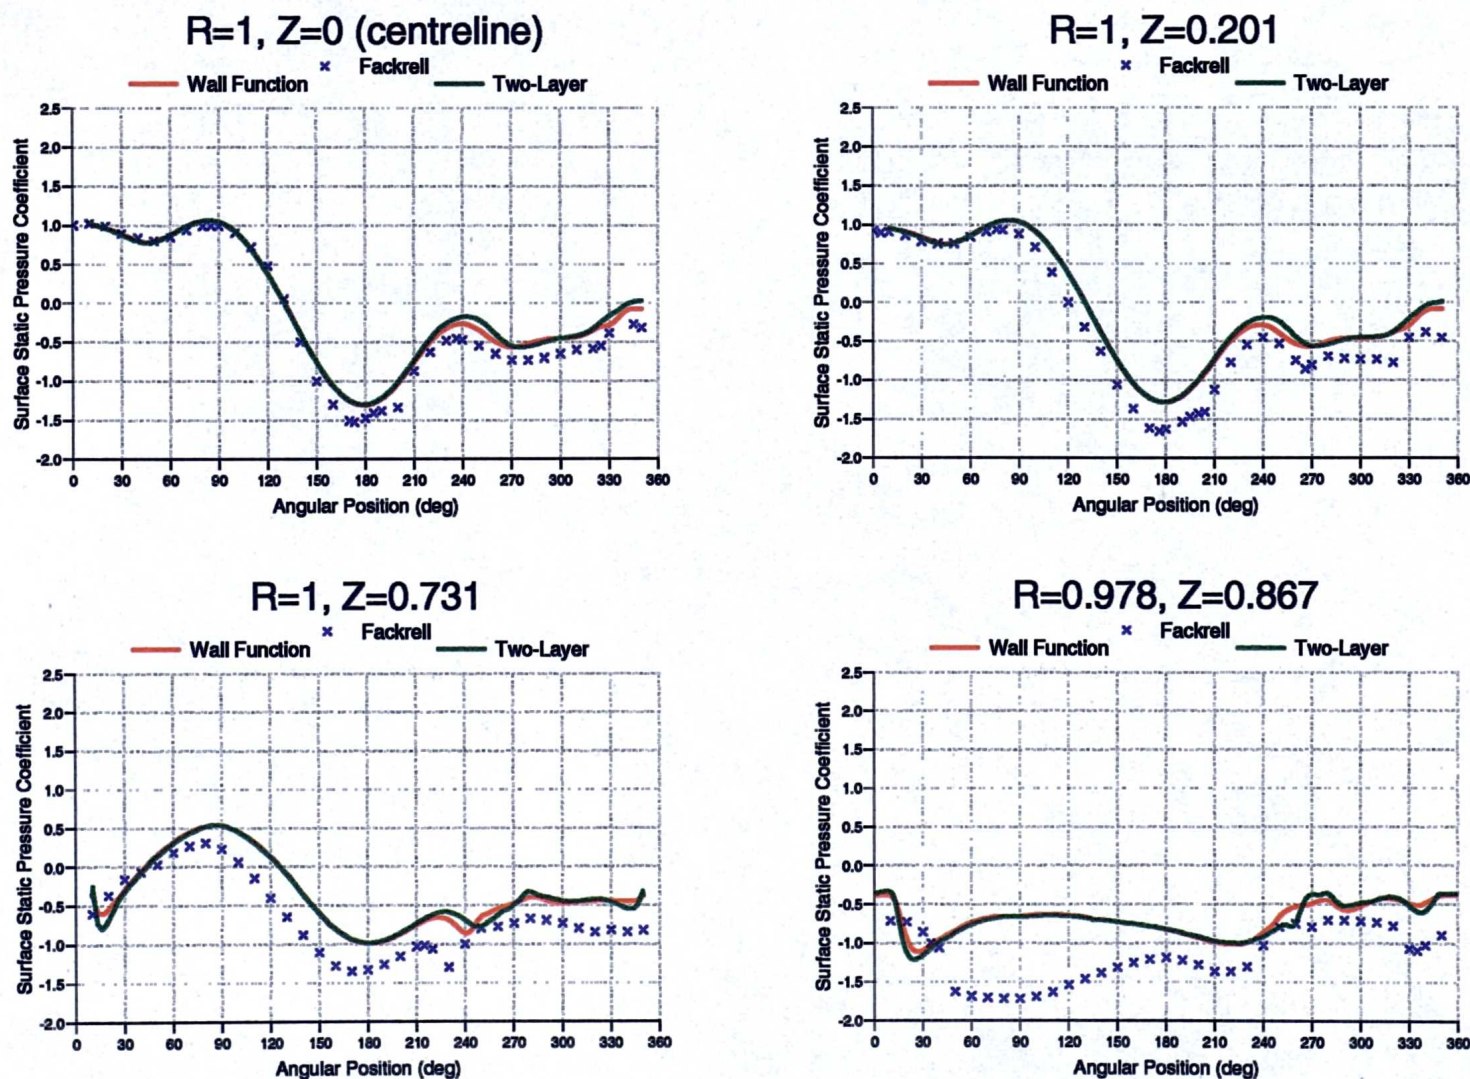 R=1, Z=0 (centreline)
× Fackrell
Wall Function Two-Layer
2.5
2.0
1.5
1.0
0.5
0.0
-0.5
-1.0
-1.5
-2.0
Surface Static Pressure Coefficient
0 30 60 90 120 150 180 210 240 270 300 330 360
Angular Position (deg)
R=1, Z=0.201
× Fackrell
Wall Function Two-Layer
2.5
2.0
1.5
1.0
0.5
0.0
-0.5
-1.0
-1.5
-2.0
Surface Static Pressure Coefficient
0 30 60 90 120 150 180 210 240 270 300 330 360
Angular Position (deg)
R=1, Z=0.731
× Fackrell
Wall Function Two-Layer
2.5
2.0
1.5
1.0
0.5
0.0
-0.5
-1.0
-1.5
-2.0
Surface Static Pressure Coefficient
0 30 60 90 120 150 180 210 240 270 300 330 360
Angular Position (deg)
R=0.978, Z=0.867
× Fackrell
Wall Function Two-Layer
2.5
2.0
1.5
1.0
0.5
0.0
-0.5
-1.0
-1.5
-2.0
Surface Static Pressure Coefficient
0 30 60 90 120 150 180 210 240 270 300 330 360
Angular Position (deg)